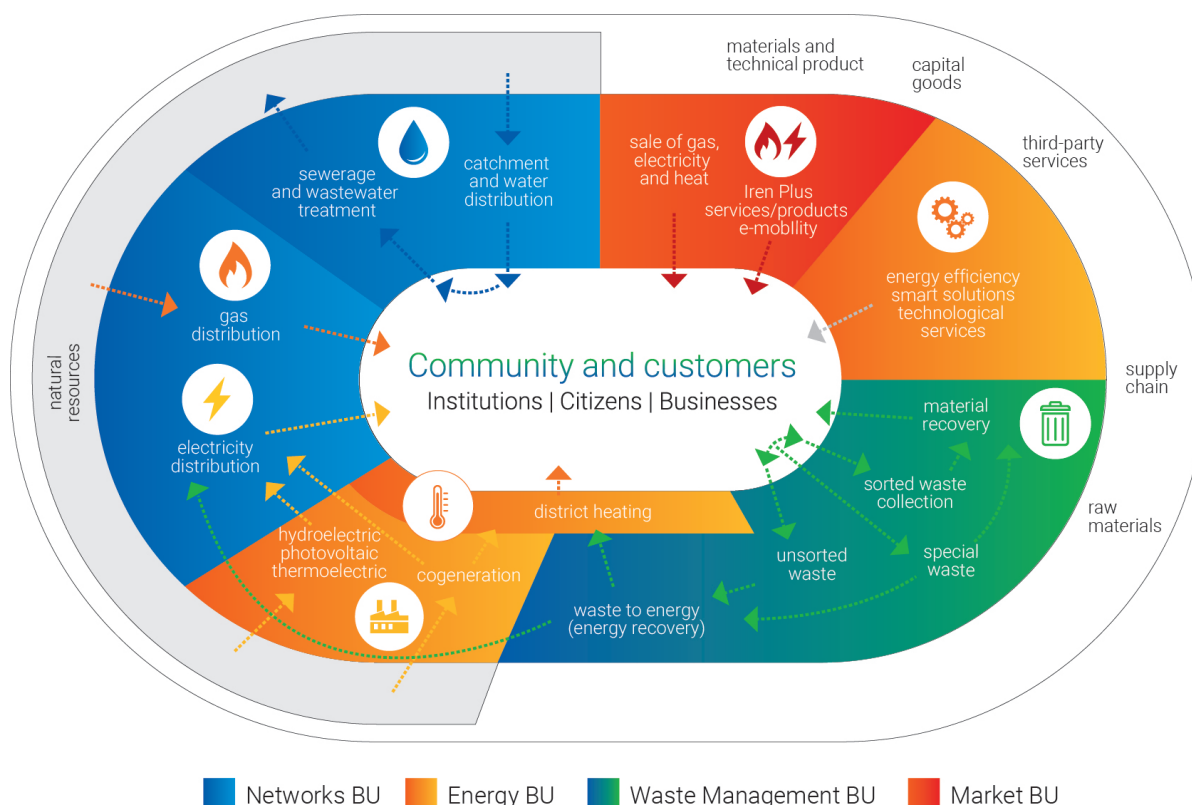 materials and
technical product
capital
goods
third-party
services
supply
chain
raw
materials
natural
resources
sewerage
and wastewater
treatment
catchment
and water
distribution
sale of gas,
electricity
and heat
Iren Plus
services/products
e-mobility
energy efficiency
smart solutions
technological
services
gas
distribution
electricity
distribution
Community and customers
Institutions | Citizens | Businesses
material
recovery
sorted waste
collection
district heating
hydroelectric
photovoltaic
thermoelectric
cogeneration
unsorted
waste
special
waste
waste to energy
(energy recovery)
Networks BU
Energy BU
Waste Management BU
Market BU